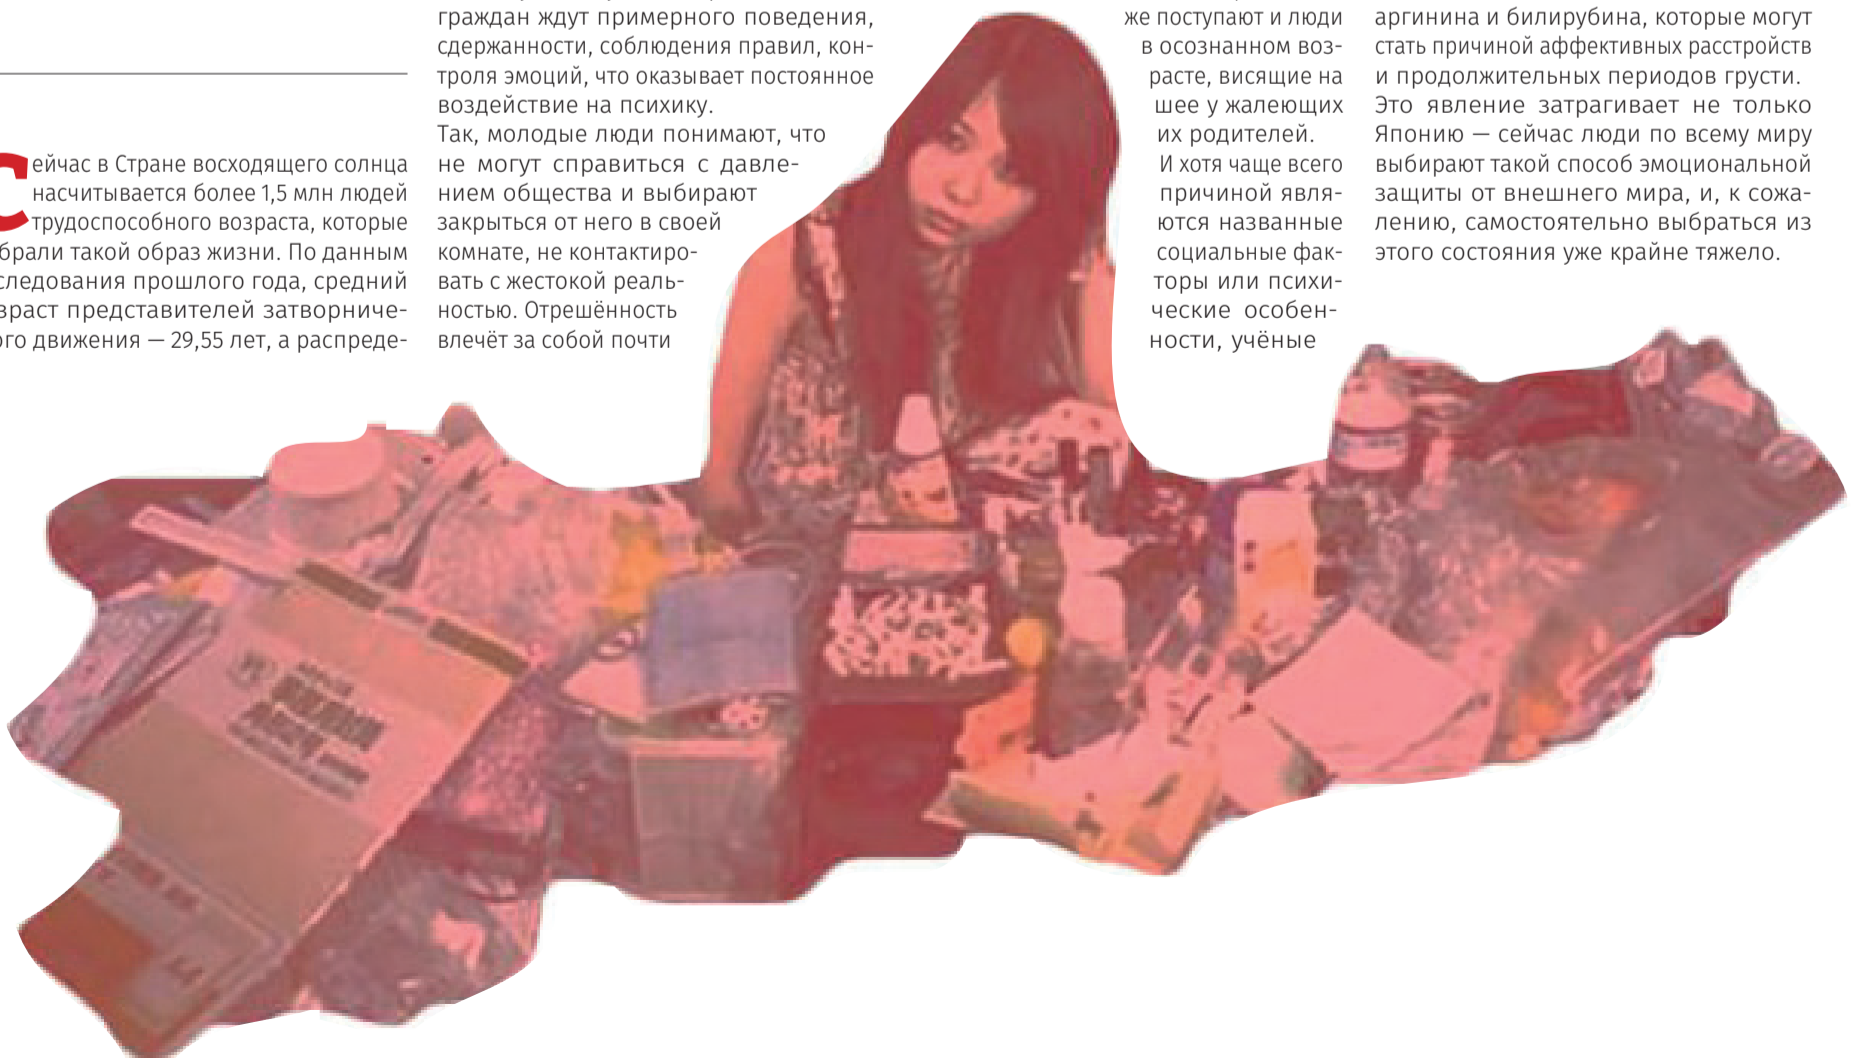 Сейчас в Стране восходящего солнца
насчитывается более 1,5 млн людей
трудоспособного возраста, которые
брали такой образ жизни. По данным
следования прошлого года, средний
зраст представителей затворниче-
ого движения — 29,55 лет, а распреде-
граждан ждут примерного поведения,
сдержанности, соблюдения правил, кон-
троля эмоций, что оказывает постоянное
воздействие на психику.
Так, молодые люди понимают, что
не могут справиться с давле-
нием общества и выбирают
закрыться от него в своей
комнате, не контактиро-
вать с жестокой реаль-
ностью. Отрешённость
влечёт за собой почти
же поступают и люди
в осознанном воз-
расте, висящие на
шее у жалеющих
их родителей.
И хотя чаще всего
причиной явля-
ются названные
социальные фак-
торы или психи-
ческие особен-
ности, учёные
аргинина и билирубина, которые могут
стать причиной аффективных расстройств
и продолжительных периодов грусти.
Это явление затрагивает не только
Японию — сейчас люди по всему миру
выбирают такой способ эмоциональной
защиты от внешнего мира, и, к сожа-
лению, самостоятельно выбраться из
этого состояния уже крайне тяжело.